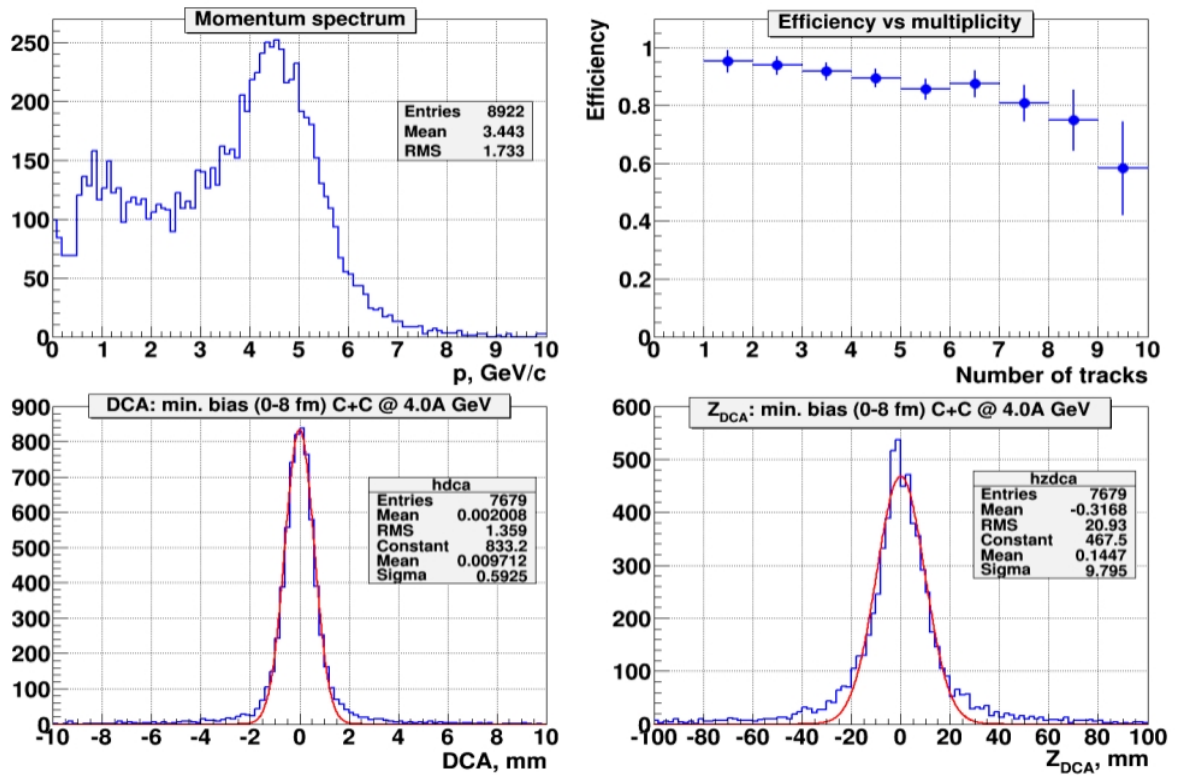 Momentum spectrum
250
200
150
100
50
0
Entries 8922
Mean 3.443
RMS 1.733
0 1 2 3 4 5 6 7 8 9 10
p, GeV/c
Efficiency vs multiplicity
Efficiency
1
0.8
0.6
0.4
0.2
0
0 1 2 3 4 5 6 7 8 9 10
Number of tracks
DCA: min. bias (0-8 fm) C+C @ 4.0A GeV
900
800
700
600
500
400
300
200
100
0
hdca
Entries 7679
Mean 0.002008
RMS 1.359
Constant 833.2
Mean 0.009712
Sigma 0.5925
-10 -8 -6 -4 -2 0 2 4 6 8 10
DCA, mm
Z_DCA: min. bias (0-8 fm) C+C @ 4.0A GeV
600
500
400
300
200
100
0
hzdca
Entries 7679
Mean -0.3168
RMS 20.93
Constant 467.5
Mean 0.1447
Sigma 9.795
-100 -80 -60 -40 -20 0 20 40 60 80 100
Z_DCA, mm